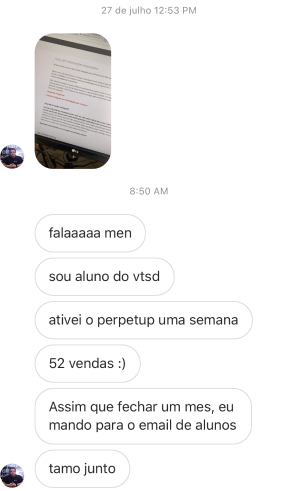 27 de julho 12:53 PM
8:50 AM
falaaaaa men
sou aluno do vtsd
ativei o perpetup uma semana
52 vendas :)
Assim que fechar um mes, eu
mando para o email de alunos
tamo junto